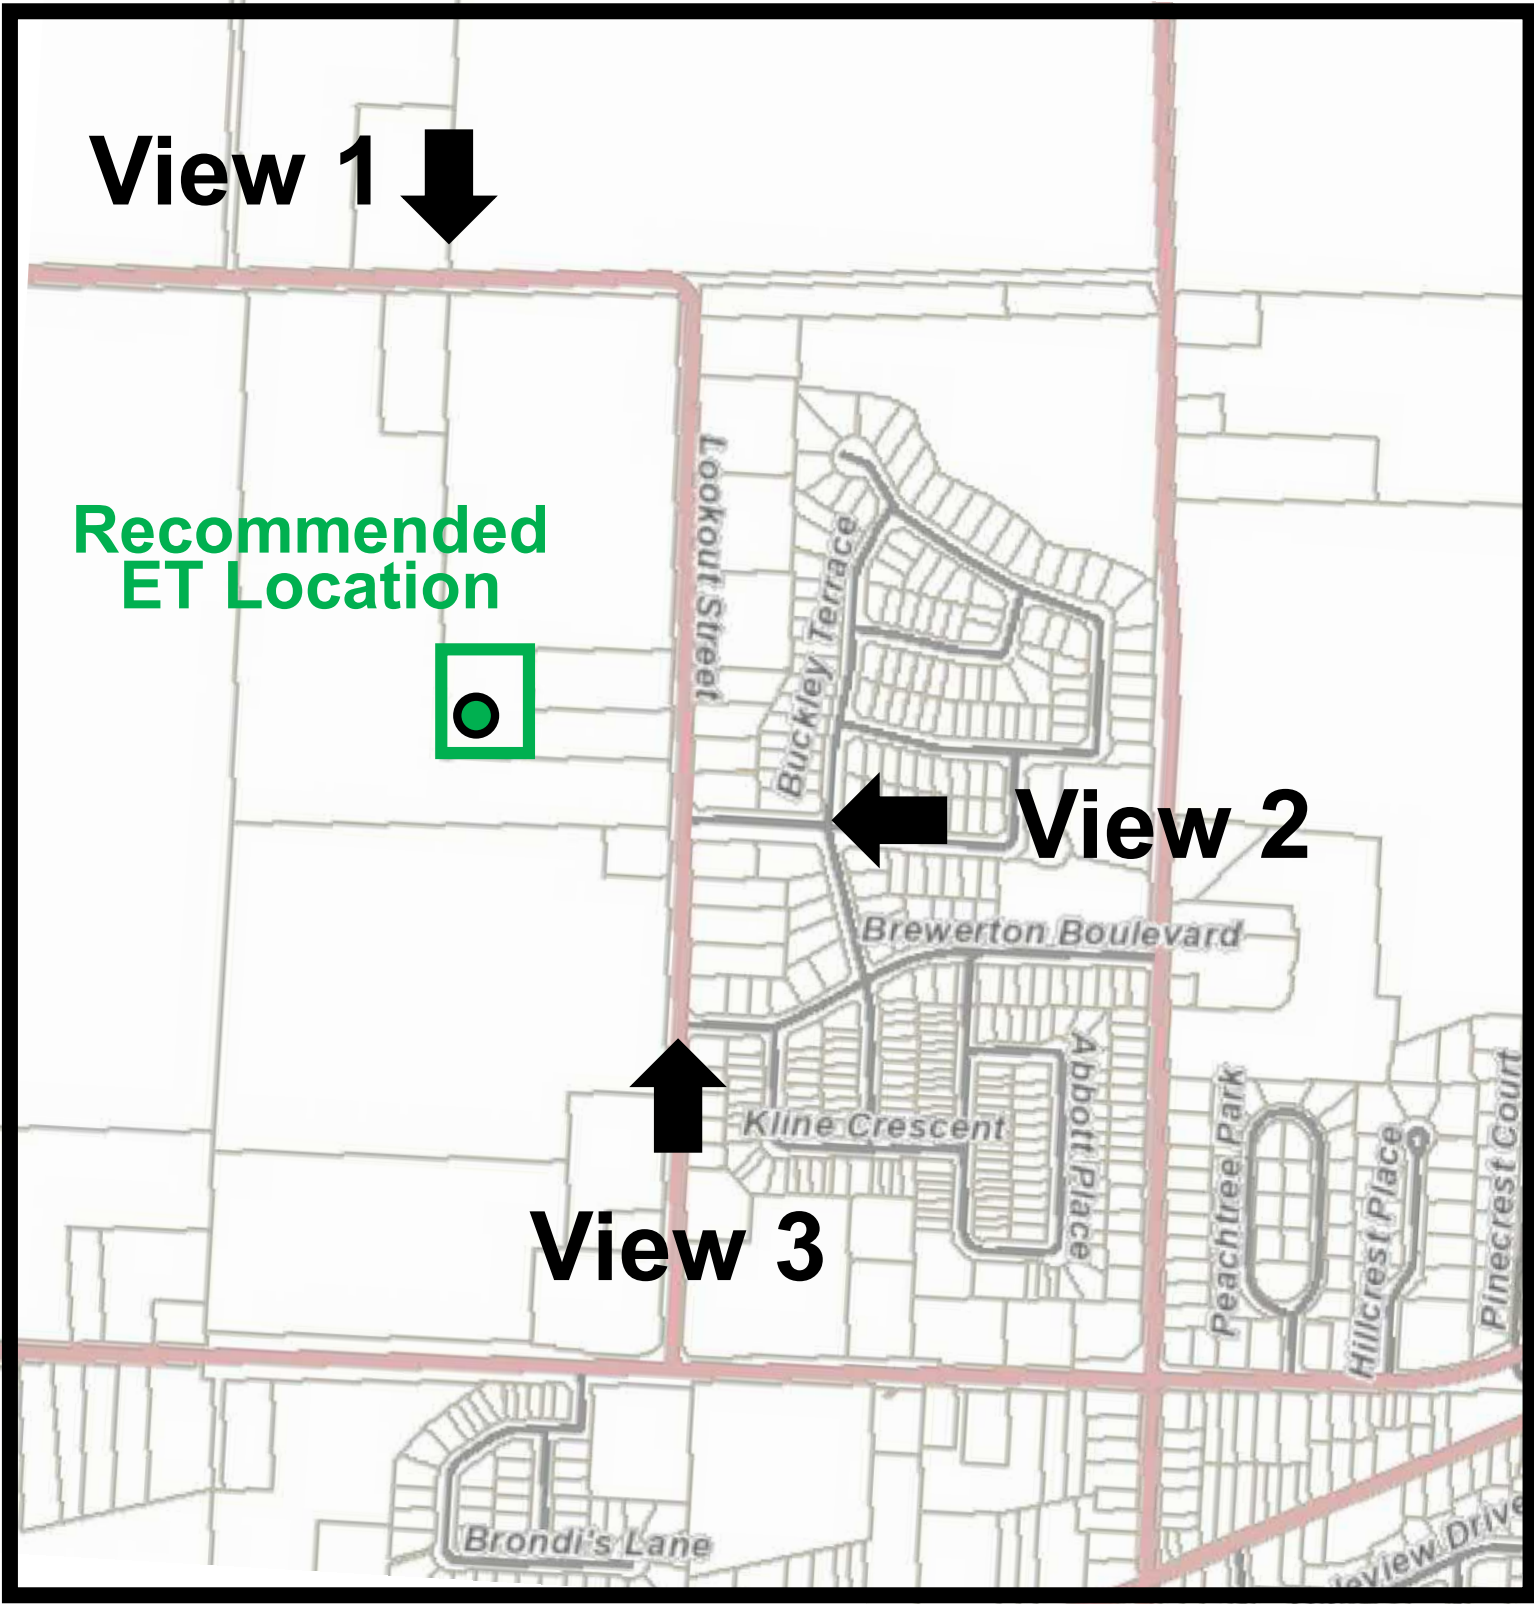 View 1
Recommended
ET Location
Lookout Street
Buckley Terrace
View 2
Brewerton Boulevard
Abbott Place
Kline Crescent
Peachtree Park
Hillcrest Place
Pinecrest Court
View 3
Brondi's Lane
Drive